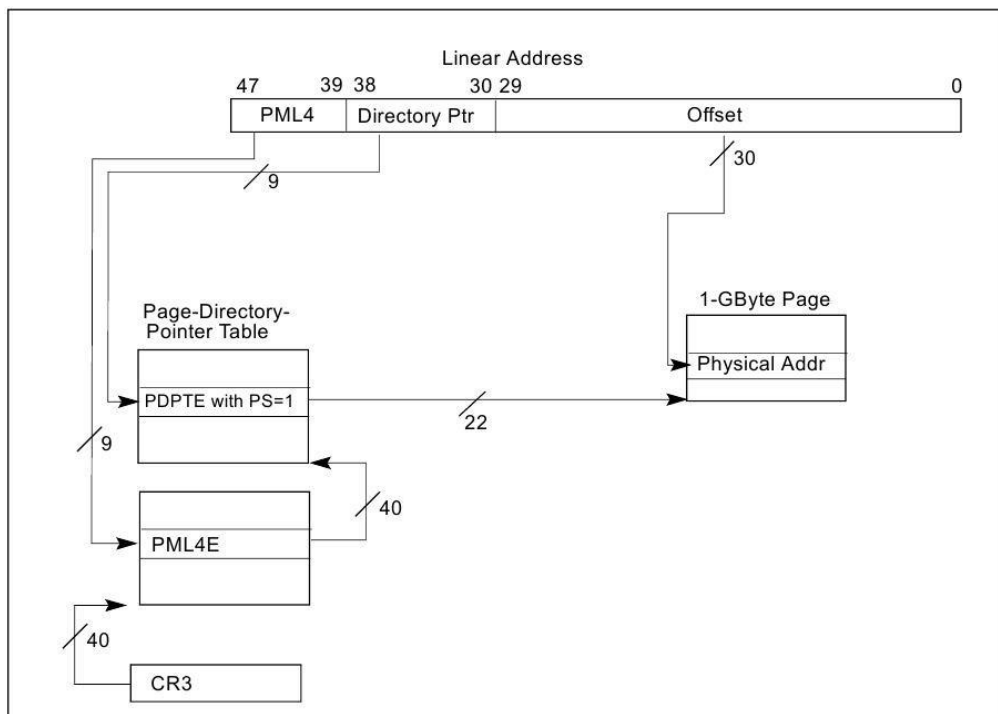 Linear Address
47 39 38 30 29 0
PML4 Directory Ptr Offset
9
30
Page-Directory-
Pointer Table
1-GByte Page
PDPTE with PS=1
Physical Addr
22
9
40
PML4E
40
CR3